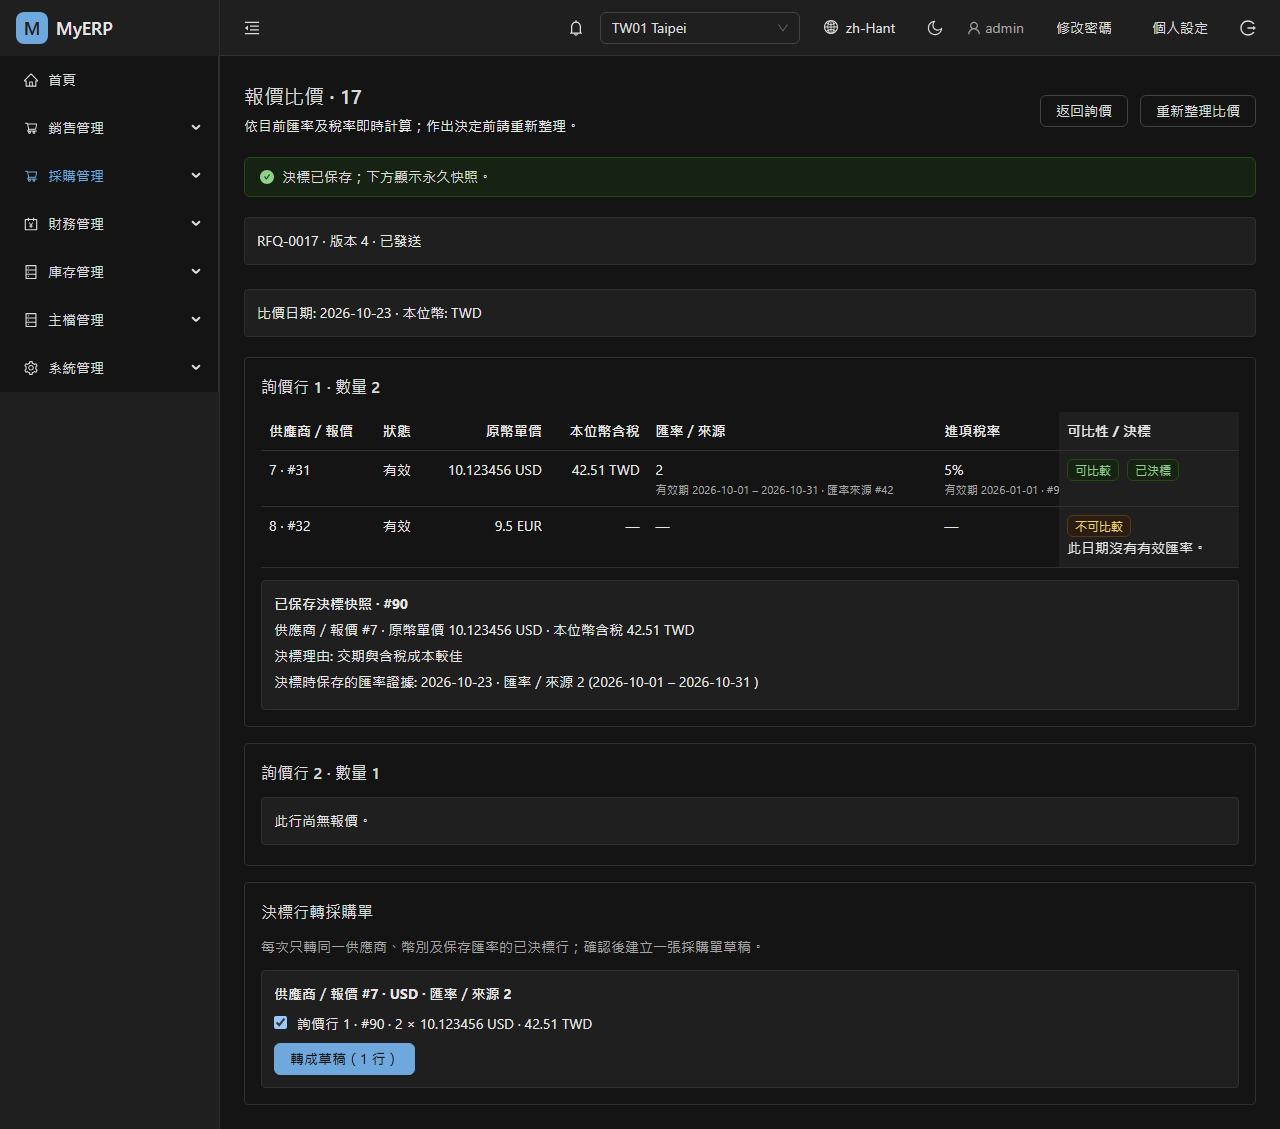 M MyERP
TW01 Taipei
zh-Hant
admin
修改密碼
個人設定
首頁
銷售管理
採購管理
財務管理
庫存管理
主檔管理
系統管理
報價比價 · 17
依目前匯率及稅率即時計算；作出決定前請重新整理。
返回詢價
重新整理比價
決標已保存；下方顯示永久快照。
RFQ-0017 · 版本 4 · 已發送
比價日期: 2026-10-23 · 本位幣: TWD
詢價行 1 · 數量 2
供應商 / 報價 狀態 原幣單價 本位幣含稅 匯率 / 來源 進項稅率 可比性 / 決標
7 · #31 有效 10.123456 USD 42.51 TWD 2 5% 可比較 已決標
有效期 2026-10-01 – 2026-10-31 · 匯率來源 #42 有效期 2026-01-01 · #9
8 · #32 有效 9.5 EUR — — — 不可比較
此日期沒有有效匯率。
已保存決標快照 · #90
供應商 / 報價 #7 · 原幣單價 10.123456 USD · 本位幣含稅 42.51 TWD
決標理由: 交期與含稅成本較佳
決標時保存的匯率證據: 2026-10-23 · 匯率 / 來源 2 (2026-10-01 – 2026-10-31 )
詢價行 2 · 數量 1
此行尚無報價。
決標行轉採購單
每次只轉同一供應商、幣別及保存匯率的已決標行；確認後建立一張採購單草稿。
供應商 / 報價 #7 · USD · 匯率 / 來源 2
詢價行 1 · #90 · 2 × 10.123456 USD · 42.51 TWD
轉成草稿（1 行）